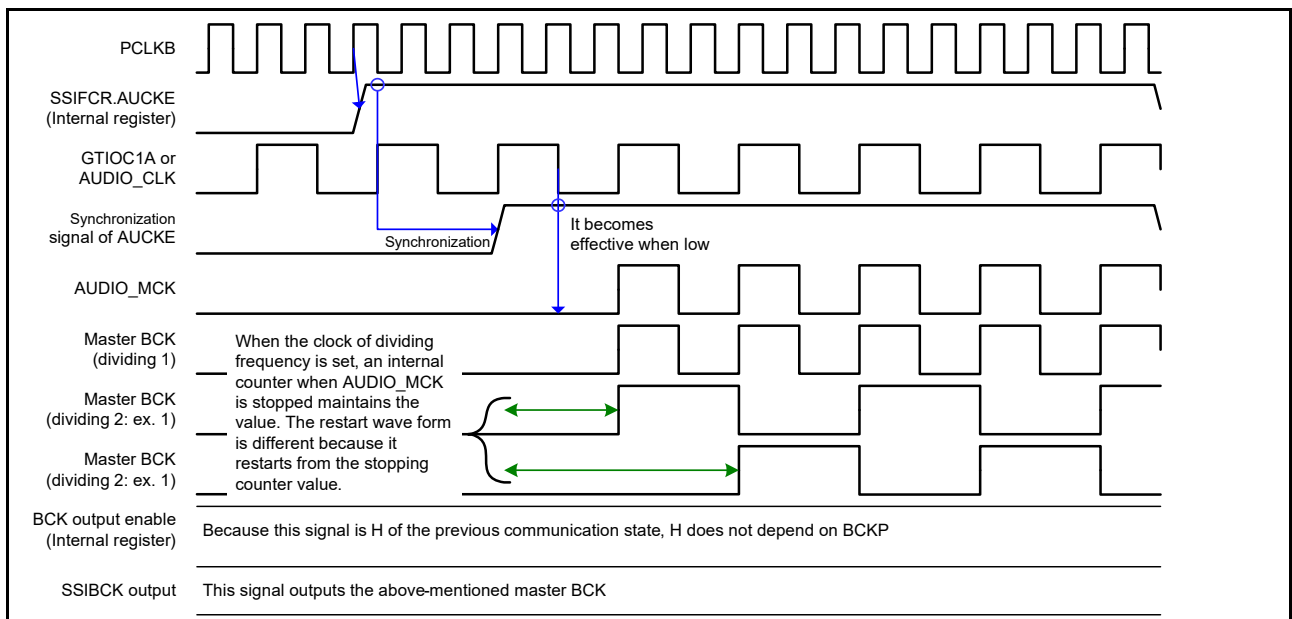 PCLKB
SSIFCR.AUCKE
(Internal register)
GTIOC1A or
AUDIO_CLK
Synchronization
signal of AUCKE
Synchronization
It becomes
effective when low
AUDIO_MCK
Master BCK
(dividing 1)
When the clock of dividing
frequency is set, an internal
counter when AUDIO_MCK
is stopped maintains the
value. The restart wave form
is different because it
restarts from the stopping
counter value.
Master BCK
(dividing 2: ex. 1)
Master BCK
(dividing 2: ex. 1)
BCK output enable
(Internal register)
Because this signal is H of the previous communication state, H does not depend on BCKP
SSIBCK output
This signal outputs the above-mentioned master BCK